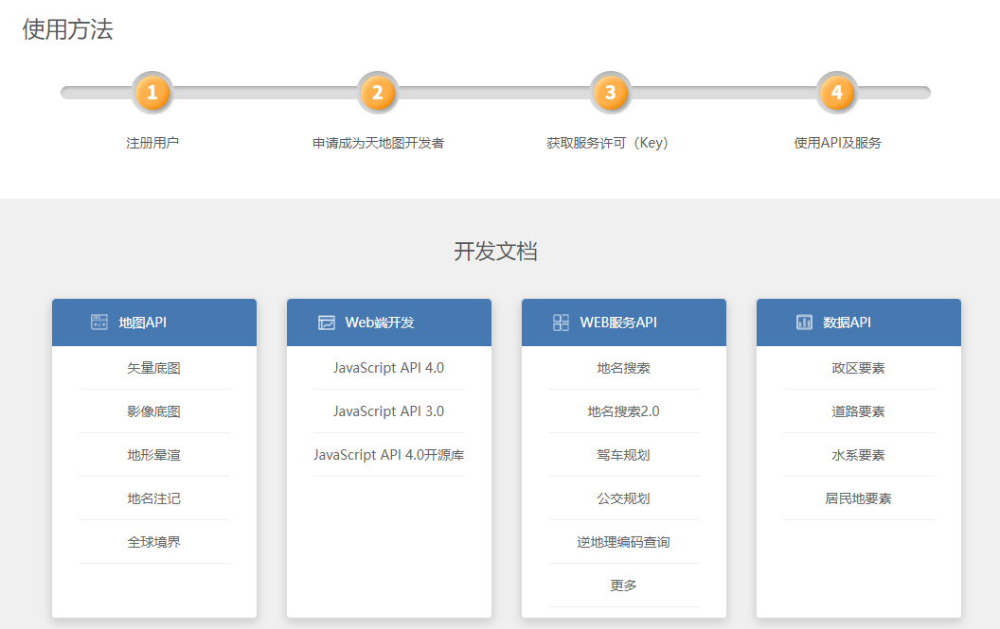 使用方法
1
2
3
4
注册用户
申请成为天地图开发者
获取服务许可（Key）
使用API及服务
开发文档
地图API
矢量底图
影像底图
地形晕渲
地名注记
全球境界
Web端开发
JavaScript API 4.0
JavaScript API 3.0
JavaScript API 4.0开源库
WEB服务API
地名搜索
地名搜索2.0
驾车规划
公交规划
逆地理编码查询
更多
数据API
政区要素
道路要素
水系要素
居民地要素